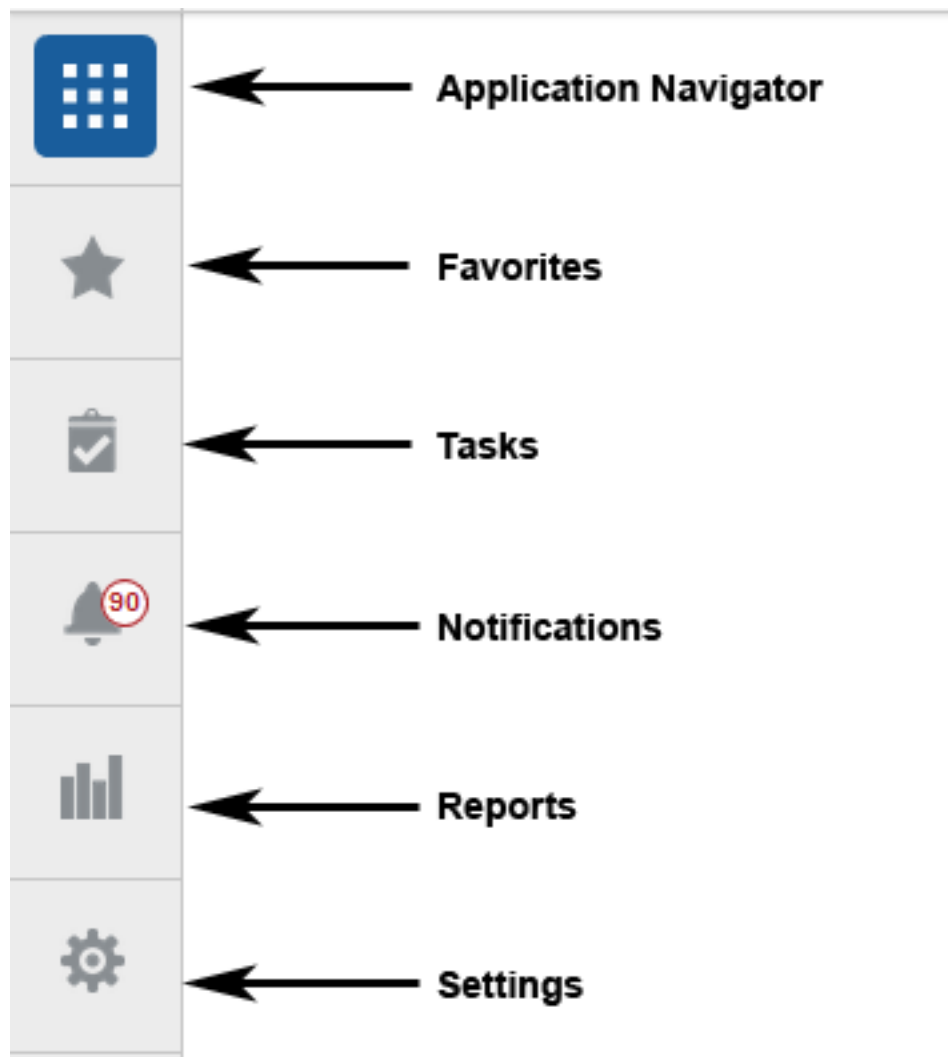 Application Navigator
Favorites
Tasks
90
Notifications
Reports
Settings